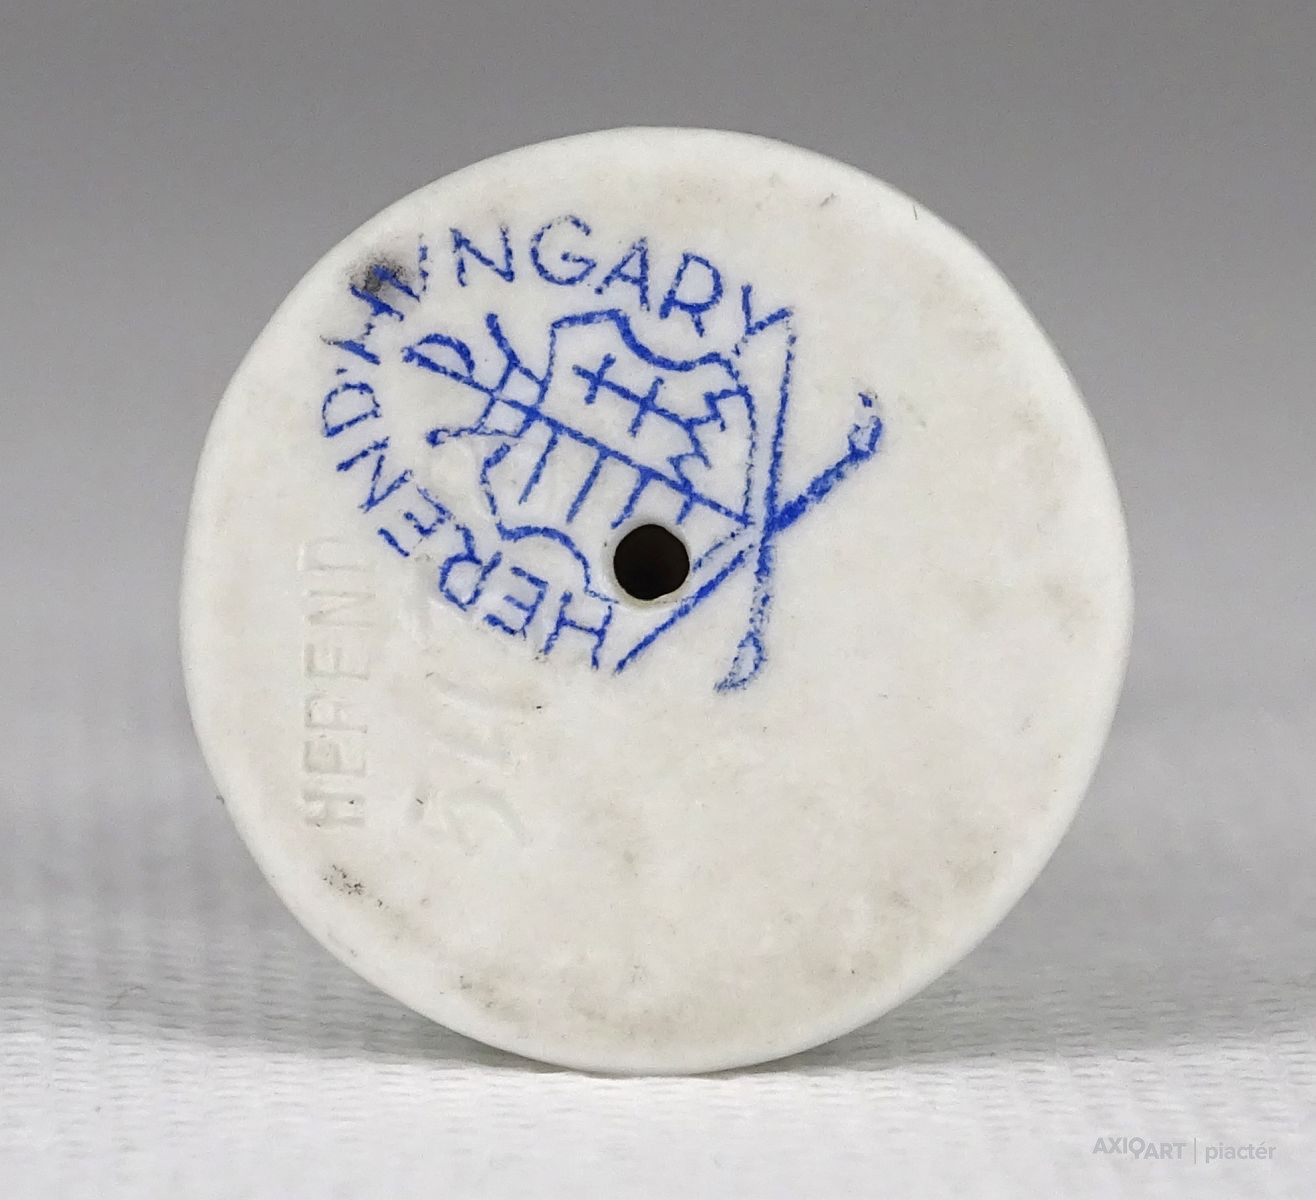 HEREND'HUNGARY
HEREND
AXIOART | piactér